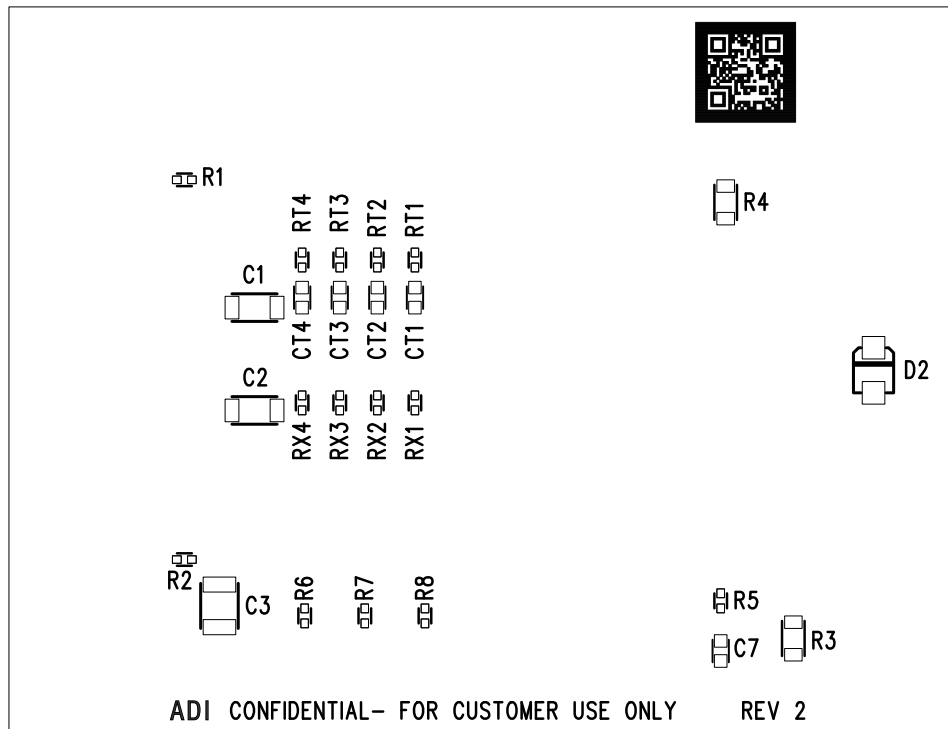 R1
RT4 RT3 RT2 RT1
R4
C1
CT4 CT3 CT2 CT1
D2
C2
RX4 RX3 RX2 RX1
R2
C3
R6 R7 R8
R5
C7
R3
ADI CONFIDENTIAL- FOR CUSTOMER USE ONLY REV 2